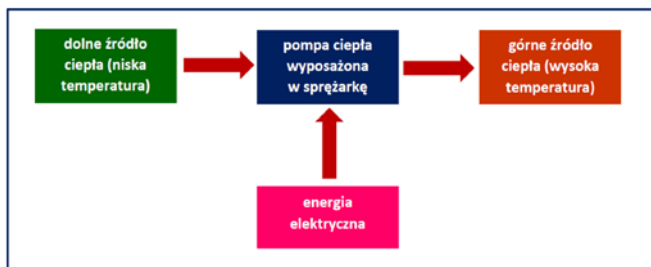 dolne źródło
ciepła (niska
temperatura)
pompa ciepła
wyposażona
w sprężarkę
górne źródło
ciepła (wysoka
temperatura)
energia
elektryczna